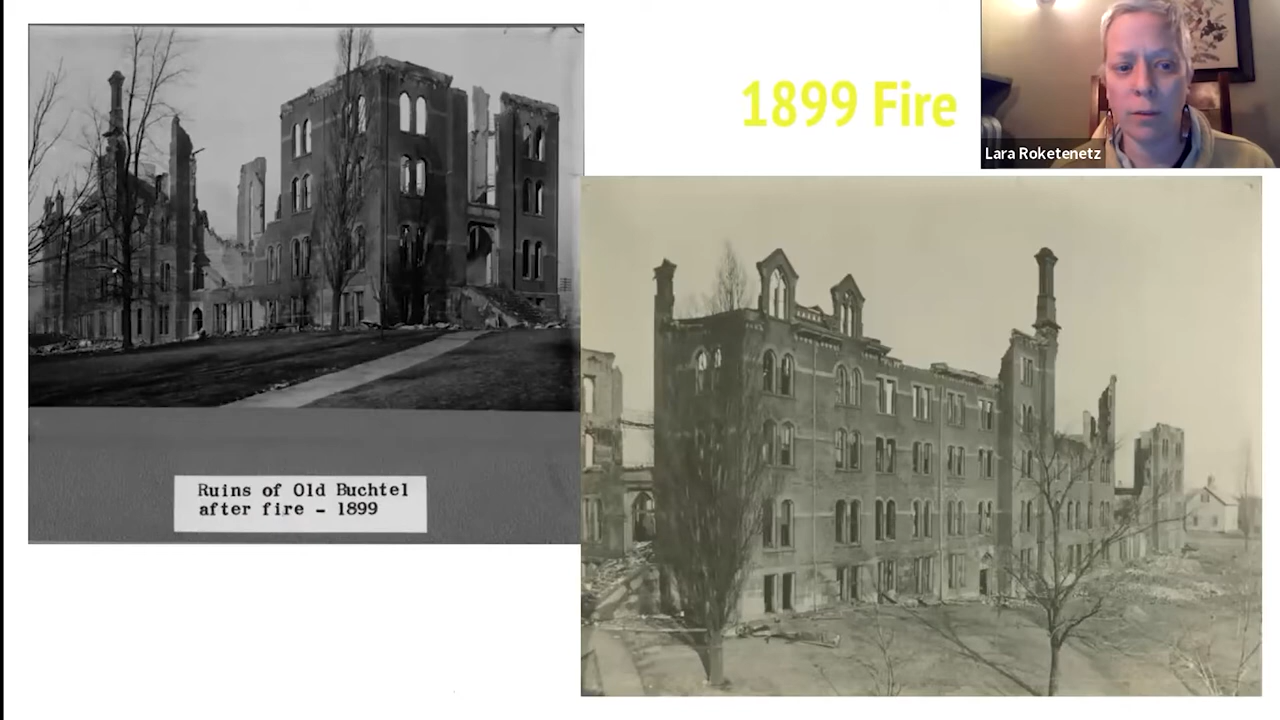 1899 Fire
Lara Roketenetz
Ruins of Old Buchtel
after fire - 1899